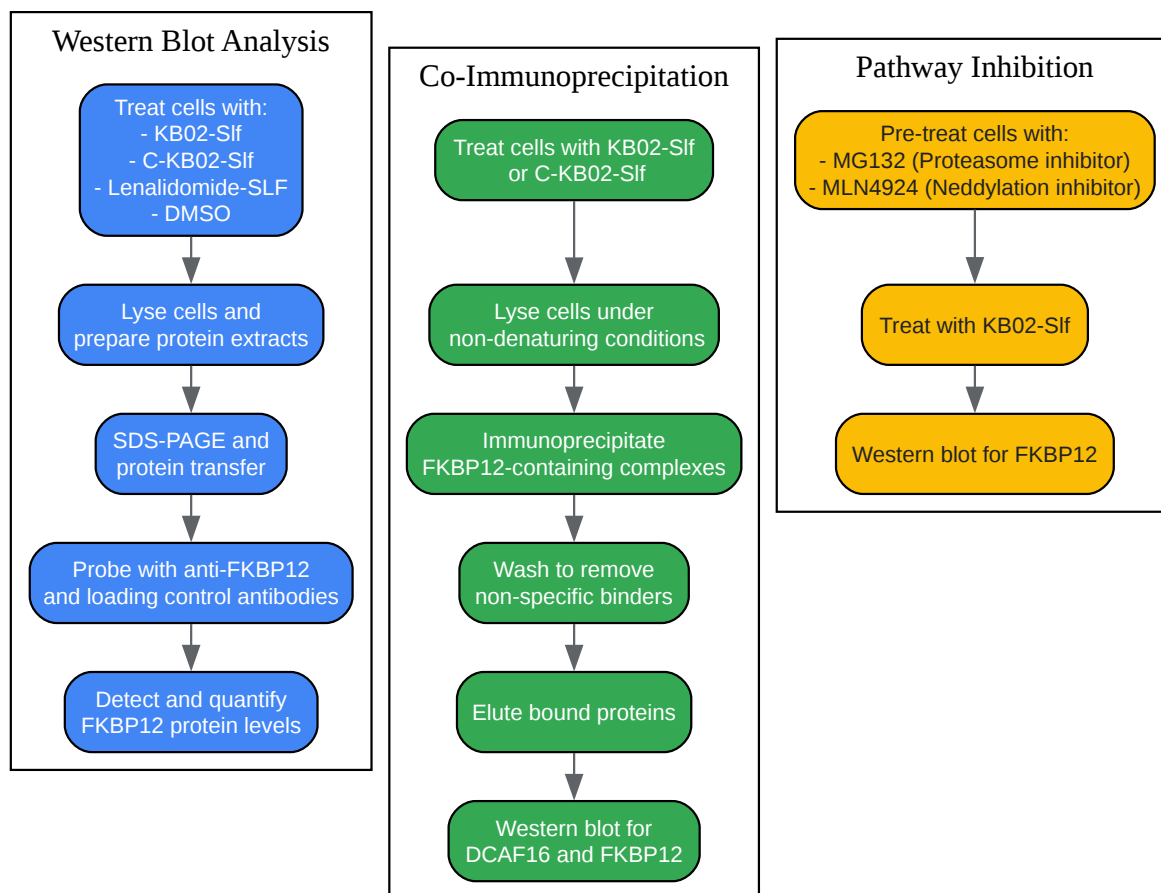 Western Blot Analysis
Treat cells with:
- KB02-Slf
- C-KB02-Slf
- Lenalidomide-SLF
- DMSO
Lyse cells and
prepare protein extracts
SDS-PAGE and
protein transfer
Probe with anti-FKBP12
and loading control antibodies
Detect and quantify
FKBP12 protein levels
Co-Immunoprecipitation
Treat cells with KB02-Slf
or C-KB02-Slf
Lyse cells under
non-denaturing conditions
Immunoprecipitate
FKBP12-containing complexes
Wash to remove
non-specific binders
Elute bound proteins
Western blot for
DCAF16 and FKBP12
Pathway Inhibition
Pre-treat cells with:
- MG132 (Proteasome inhibitor)
- MLN4924 (Neddylation inhibitor)
Treat with KB02-Slf
Western blot for FKBP12